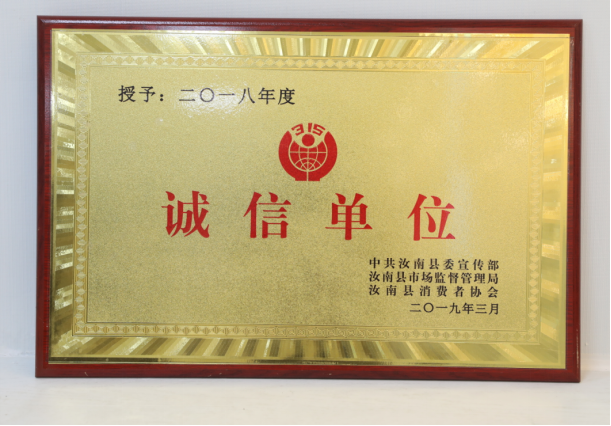 授予：二〇一八年度
315
诚信单位
中共汝南县委宣传部
汝南县市场监督管理局
汝南县消费者协会
二〇一九年三月